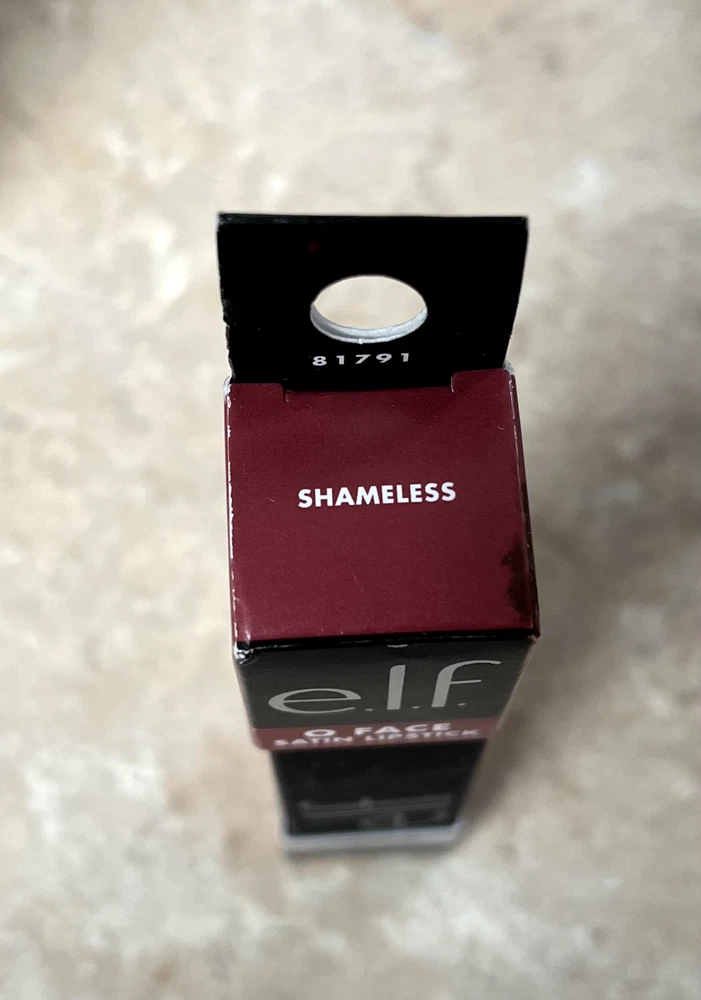 81791
SHAMELESS
e.l.f.
O FACE
SATIN LIPSTICK